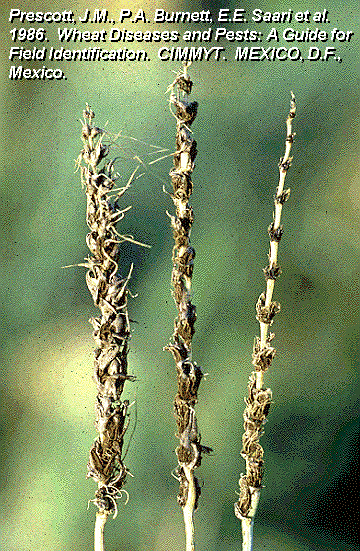 Prescott, J.M., P.A. Burnett, E.E. Saari et al.
1986.  Wheat Diseases and Pests: A Guide for
Field Identification.  CIMMYT.  MEXICO, D.F.,
Mexico.